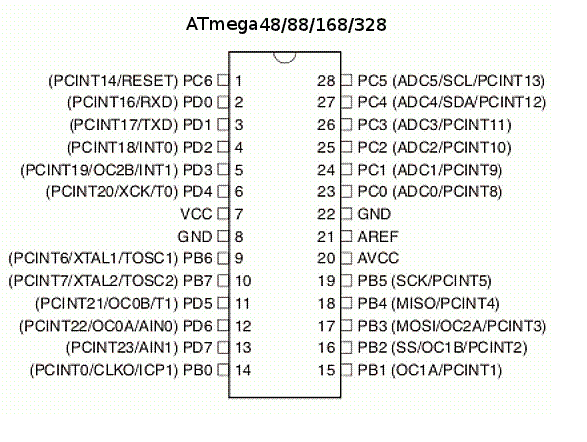 ATmega48/88/168/328
(PCINT14/RESET) PC6 1 28 PC5 (ADC5/SCL/PCINT13)
(PCINT16/RXD) PD0 2 27 PC4 (ADC4/SDA/PCINT12)
(PCINT17/TXD) PD1 3 26 PC3 (ADC3/PCINT11)
(PCINT18/INT0) PD2 4 25 PC2 (ADC2/PCINT10)
(PCINT19/OC2B/INT1) PD3 5 24 PC1 (ADC1/PCINT9)
(PCINT20/XCK/T0) PD4 6 23 PC0 (ADC0/PCINT8)
VCC 7 22 GND
GND 8 21 AREF
(PCINT6/XTAL1/TOSC1) PB6 9 20 AVCC
(PCINT7/XTAL2/TOSC2) PB7 10 19 PB5 (SCK/PCINT5)
(PCINT21/OC0B/T1) PD5 11 18 PB4 (MISO/PCINT4)
(PCINT22/OC0A/AIN0) PD6 12 17 PB3 (MOSI/OC2A/PCINT3)
(PCINT23/AIN1) PD7 13 16 PB2 (SS/OC1B/PCINT2)
(PCINT0/CLKO/ICP1) PB0 14 15 PB1 (OC1A/PCINT1)